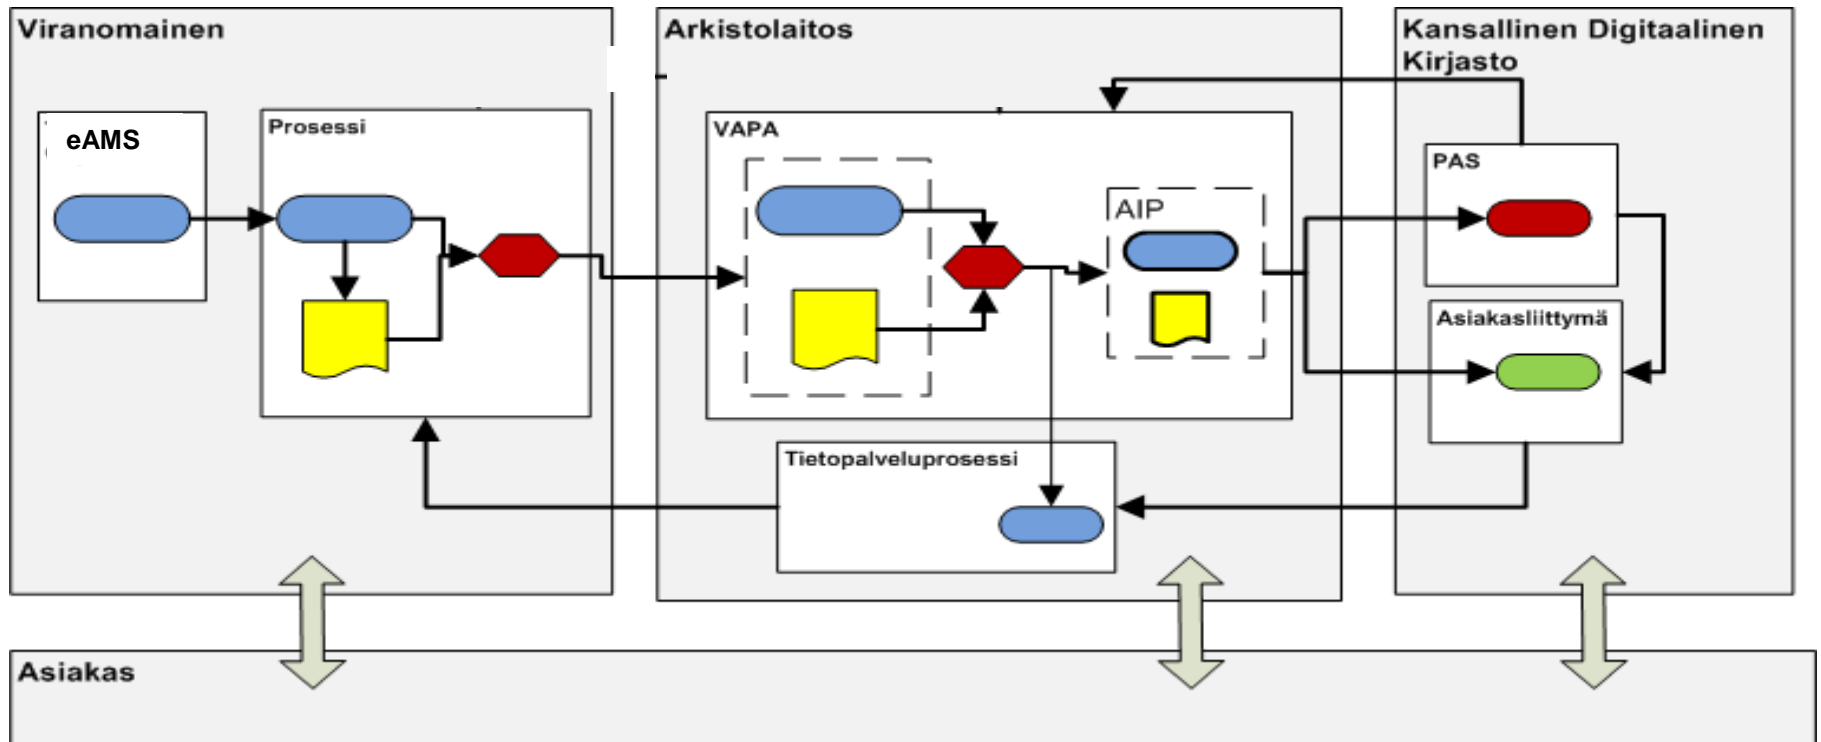 Viranomainen
eAMS
Prosessi
Arkistolaitos
VAPA
AIP
Tietopalveluprosessi
Kansallinen Digitaalinen
Kirjasto
PAS
Asiakasliittymä
Asiakas